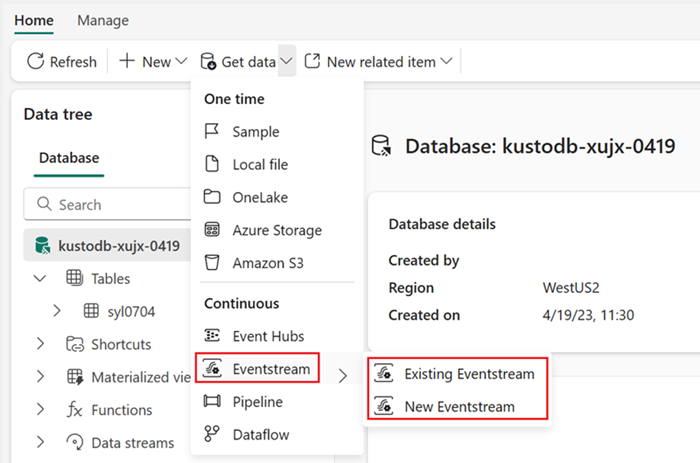 Home Manage
Refresh New Get data New related item
Data tree
Database
Search
kustodb-xujx-0419
Tables
syl0704
Shortcuts
Materialized vie
Functions
Data streams
One time
Sample
Local file
OneLake
Azure Storage
Amazon S3
Continuous
Event Hubs
Eventstream
Pipeline
Dataflow
Existing Eventstream
New Eventstream
Database: kustodb-xujx-0419
Database details
Created by
Region WestUS2
Created on 4/19/23, 11:30